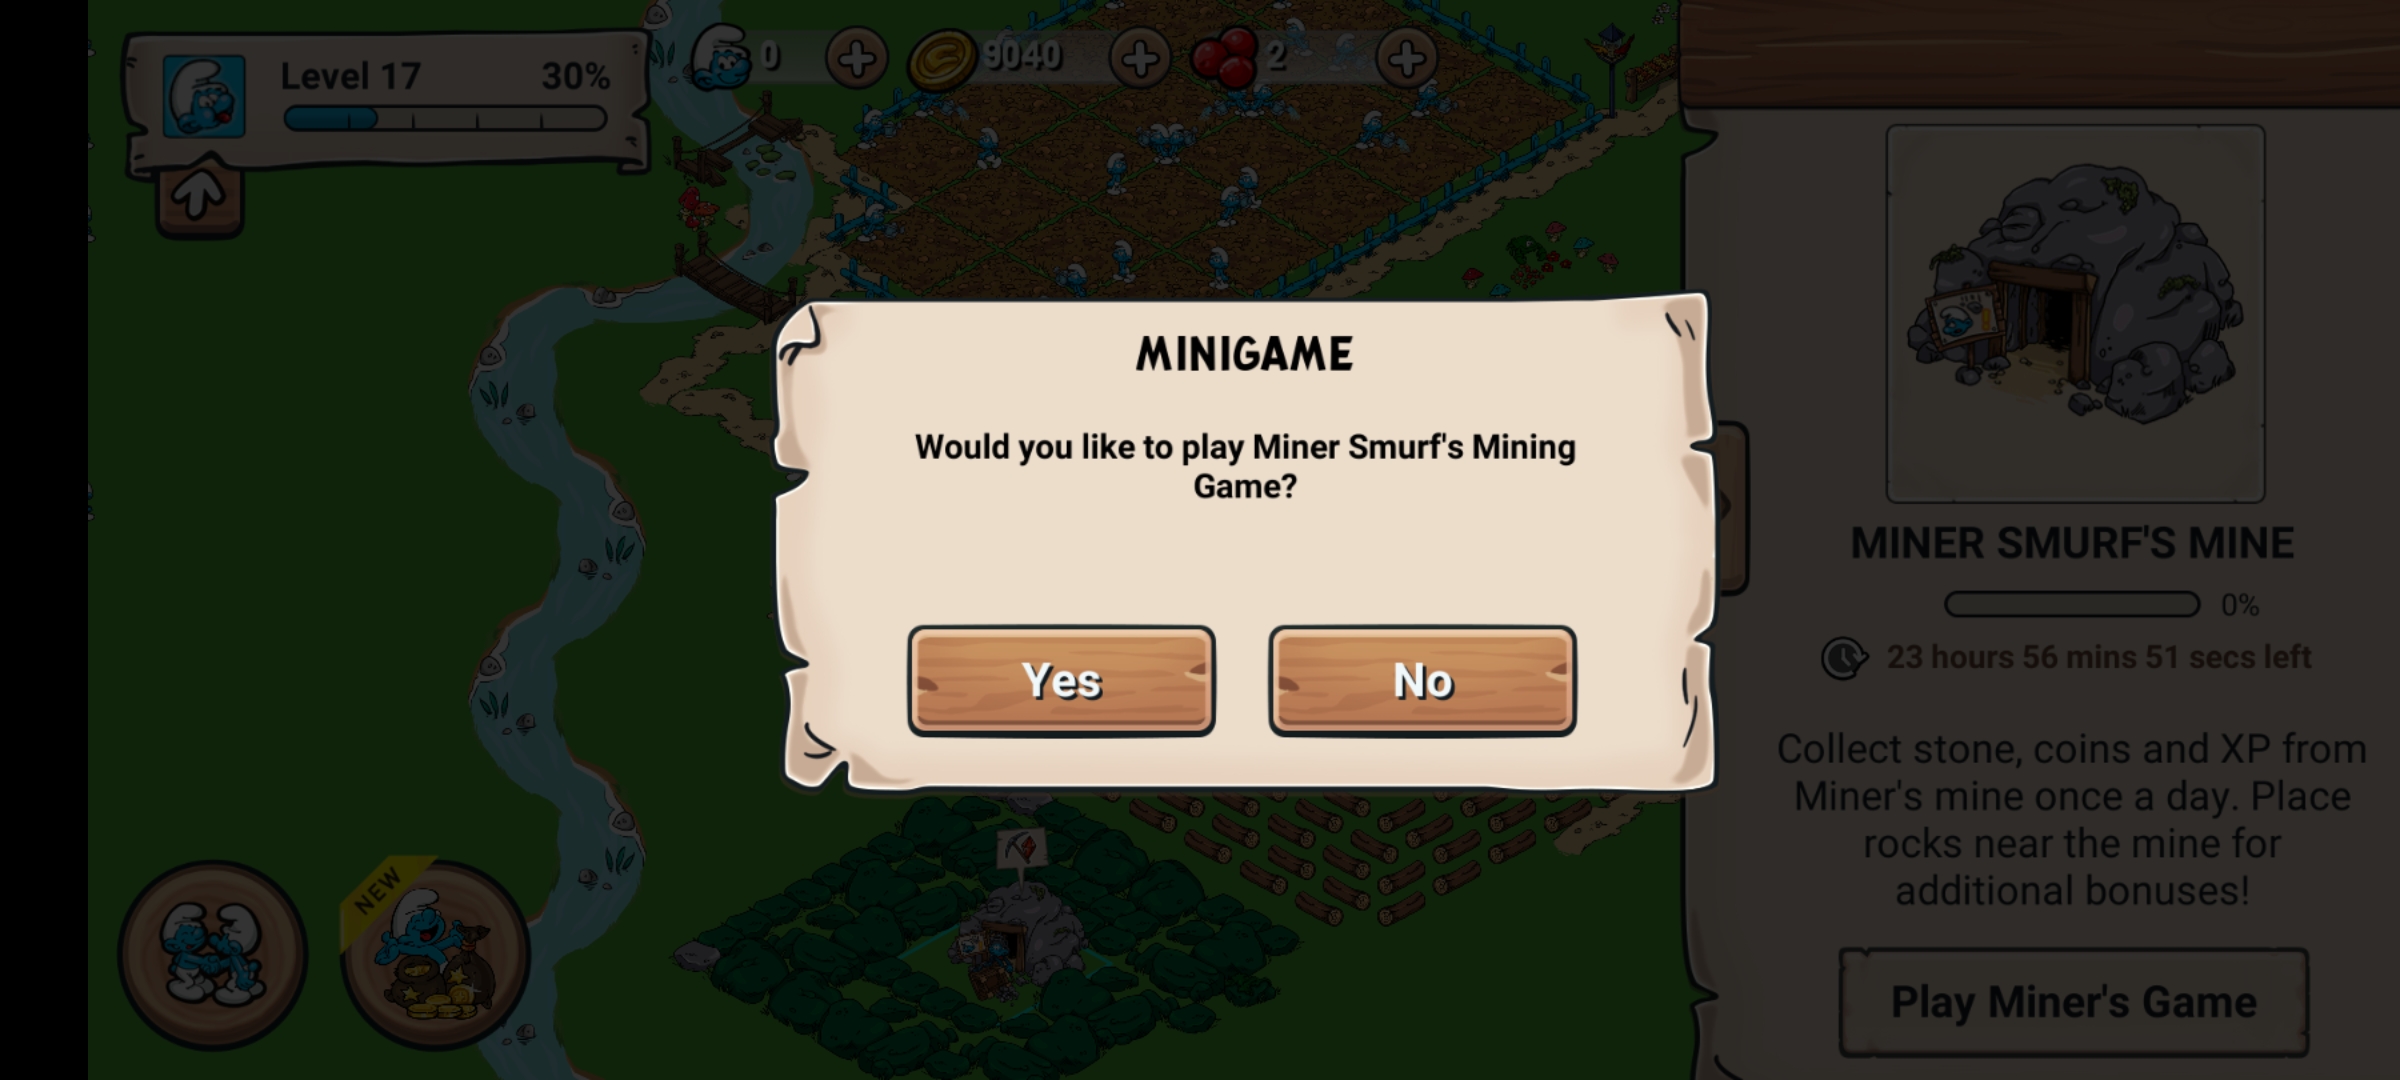 Level 17
30%
0
9040
2
MINIGAME
Would you like to play Miner Smurf's Mining
Game?
Yes
No
MINER SMURF'S MINE
0%
23 hours 56 mins 51 secs left
Collect stone, coins and XP from
Miner's mine once a day. Place
rocks near the mine for
additional bonuses!
Play Miner's Game
NEW